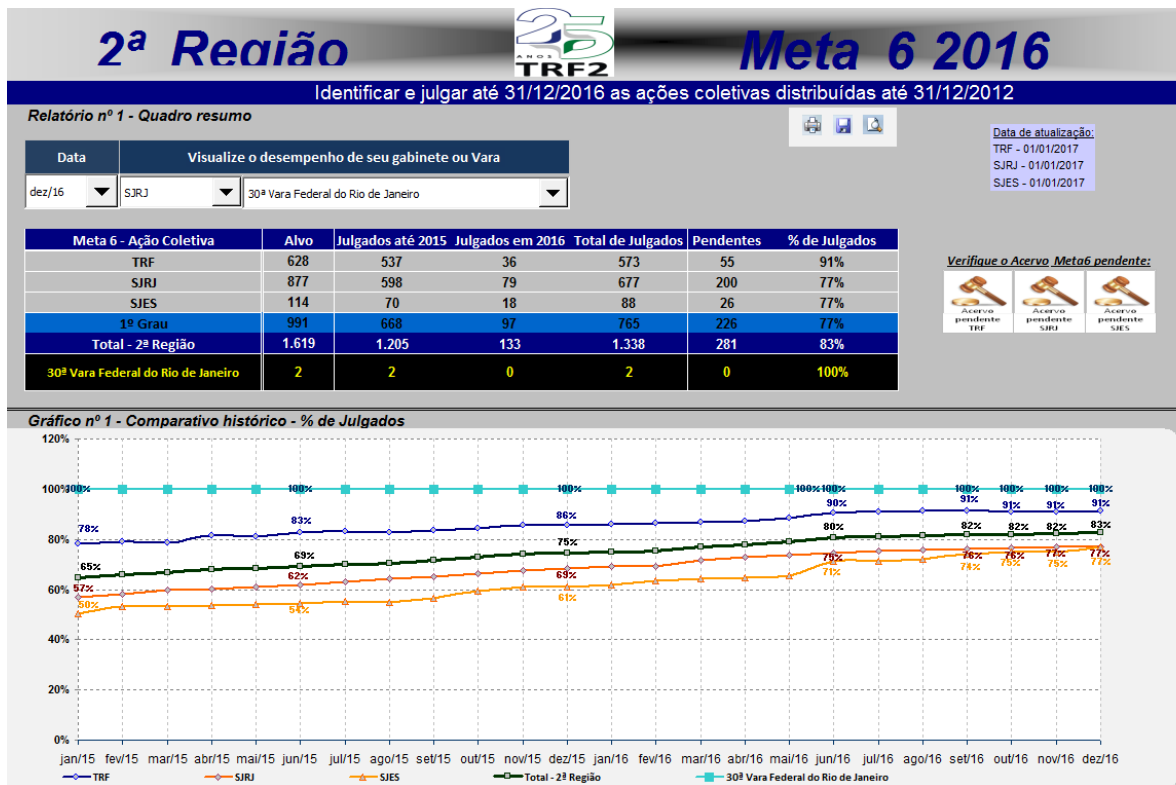 2ª Região
25
ANOS
TRF2
Meta 6 2016
Identificar e julgar até 31/12/2016 as ações coletivas distribuídas até 31/12/2012
Relatório nº 1 - Quadro resumo
Data de atualização:
TRF - 01/01/2017
SJRJ - 01/01/2017
SJES - 01/01/2017
Data Visualize o desempenho de seu gabinete ou Vara
dez/16 SJRJ 30ª Vara Federal do Rio de Janeiro
Meta 6 - Ação Coletiva Alvo Julgados até 2015 Julgados em 2016 Total de Julgados Pendentes % de Julgados
TRF 628 537 36 573 55 91%
SJRJ 877 598 79 677 200 77%
SJES 114 70 18 88 26 77%
1º Grau 991 668 97 765 226 77%
Total - 2ª Região 1.619 1.205 133 1.338 281 83%
30ª Vara Federal do Rio de Janeiro 2 2 0 2 0 100%
Verifique o Acervo Meta6 pendente:
Acervo pendente TRF
Acervo pendente SJRJ
Acervo pendente SJES
Gráfico nº 1 - Comparativo histórico - % de Julgados
120%
100%
80%
60%
40%
20%
0%
100% 100% 100% 100% 100% 100% 100% 100% 100%
78% 83% 86% 90% 91% 91% 91% 91%
65% 69% 75% 80% 82% 82% 82% 83%
57% 62% 69% 75% 76% 76% 77% 77%
50% 54% 61% 71% 74% 75% 75% 77%
jan/15 fev/15 mar/15 abr/15 mai/15 jun/15 jul/15 ago/15 set/15 out/15 nov/15 dez/15 jan/16 fev/16 mar/16 abr/16 mai/16 jun/16 jul/16 ago/16 set/16 out/16 nov/16 dez/16
TRF SJRJ SJES Total - 2ª Região 30ª Vara Federal do Rio de Janeiro